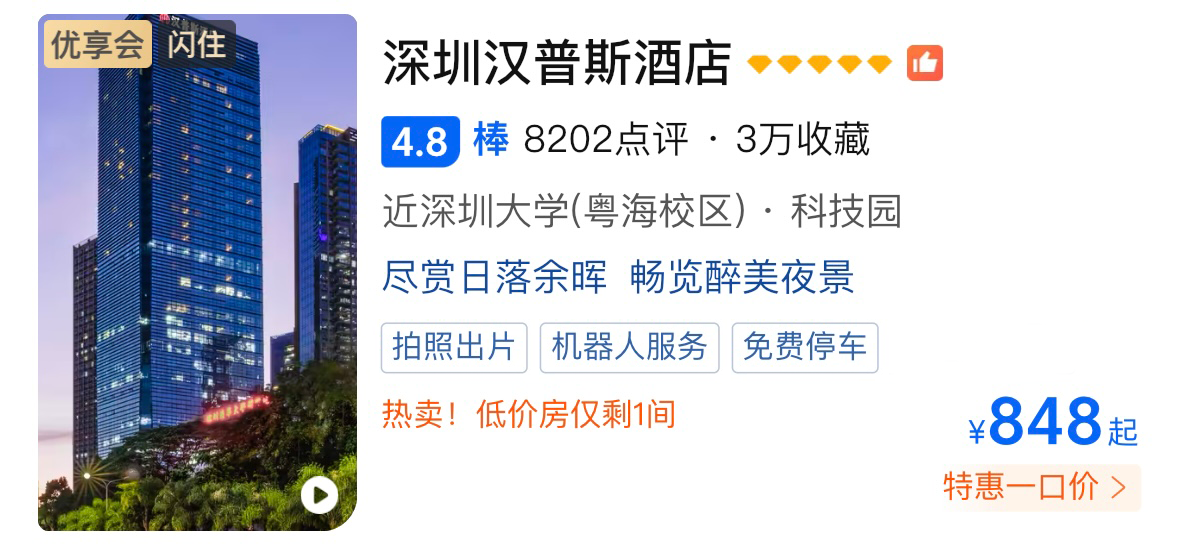 优享会 闪住
深圳汉普斯酒店
4.8 棒 8202点评 · 3万收藏
近深圳大学(粤海校区) · 科技园
尽赏日落余晖 畅览醉美夜景
拍照出片 机器人服务 免费停车
热卖！低价房仅剩1间
¥848起
特惠一口价 >